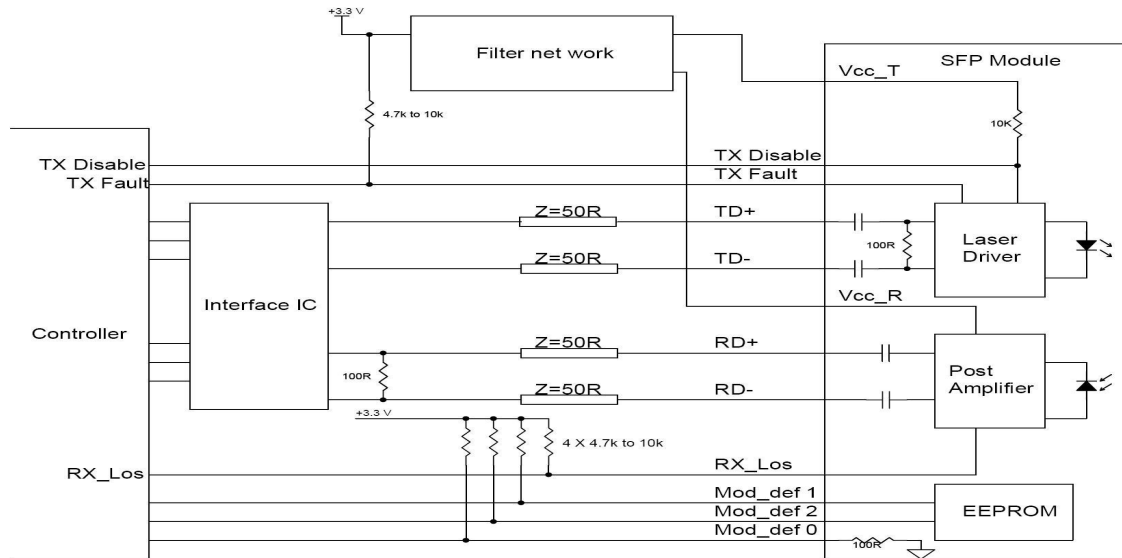 +3.3 V
Filter net work
SFP Module
Vcc_T
4.7k to 10k
10K
TX Disable
TX Disable
TX Fault
TX Fault
Z=50R
TD+
100R
Laser
Driver
Z=50R
TD-
Interface IC
Vcc_R
Controller
Z=50R
RD+
100R
Post
Amplifier
Z=50R
RD-
+3.3 V
4 X 4.7k to 10k
RX_Los
RX_Los
Mod_def 1
Mod_def 2
EEPROM
Mod_def 0
100R